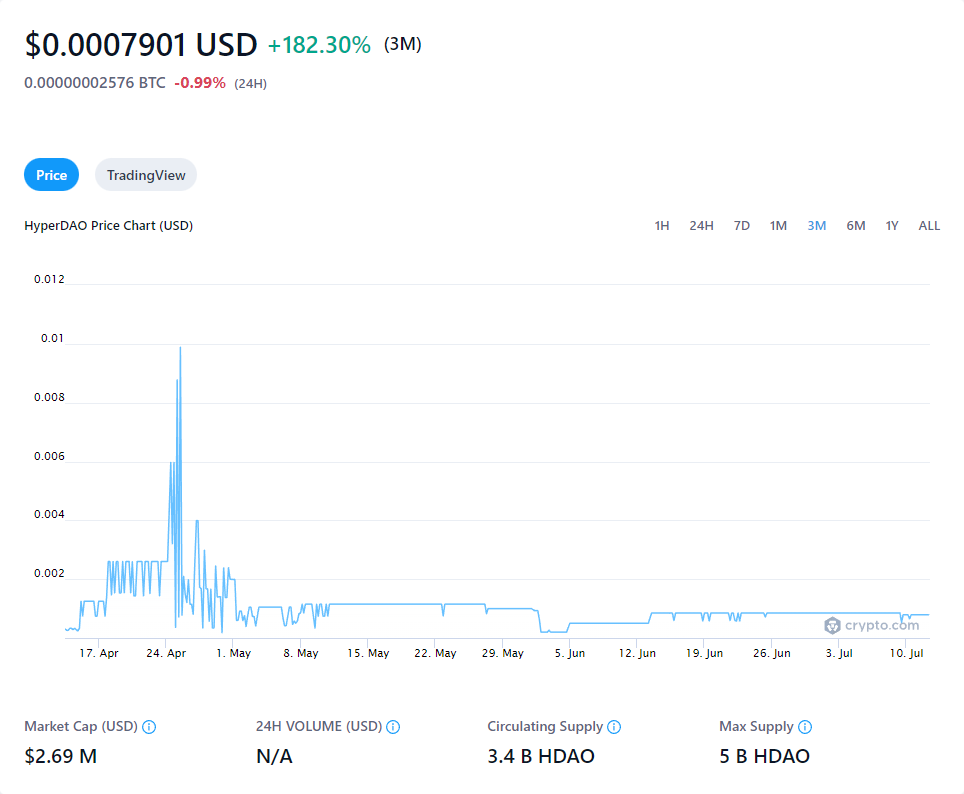 $0.0007901 USD +182.30% (3M)
0.00000002576 BTC -0.99% (24H)
Price TradingView
HyperDAO Price Chart (USD) 1H 24H 7D 1M 3M 6M 1Y ALL
0.012
0.01
0.008
0.006
0.004
0.002
crypto.com
17. Apr 24. Apr 1. May 8. May 15. May 22. May 29. May 5. Jun 12. Jun 19. Jun 26. Jun 3. Jul 10. Jul
Market Cap (USD) 24H VOLUME (USD) Circulating Supply Max Supply
$2.69 M N/A 3.4 B HDAO 5 B HDAO